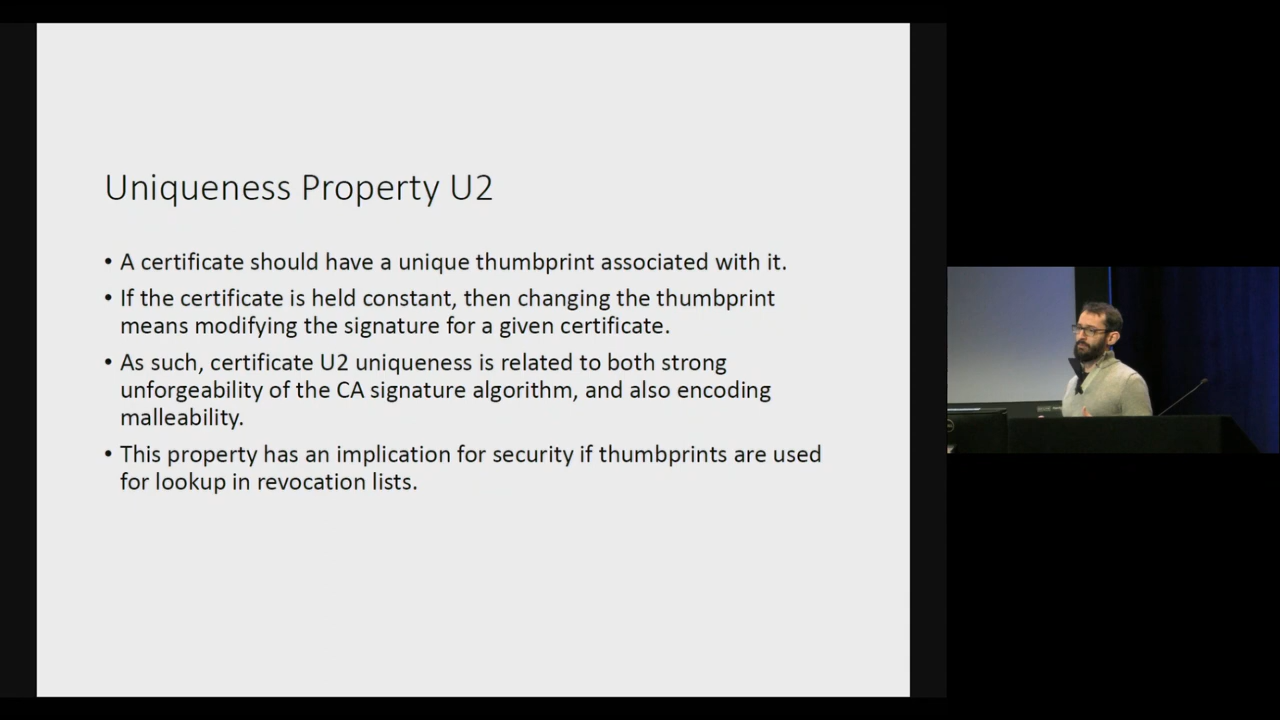 Uniqueness Property U2
• A certificate should have a unique thumbprint associated with it.
• If the certificate is held constant, then changing the thumbprint
means modifying the signature for a given certificate.
• As such, certificate U2 uniqueness is related to both strong
unforgeability of the CA signature algorithm, and also encoding
malleability.
• This property has an implication for security if thumbprints are used
for lookup in revocation lists.